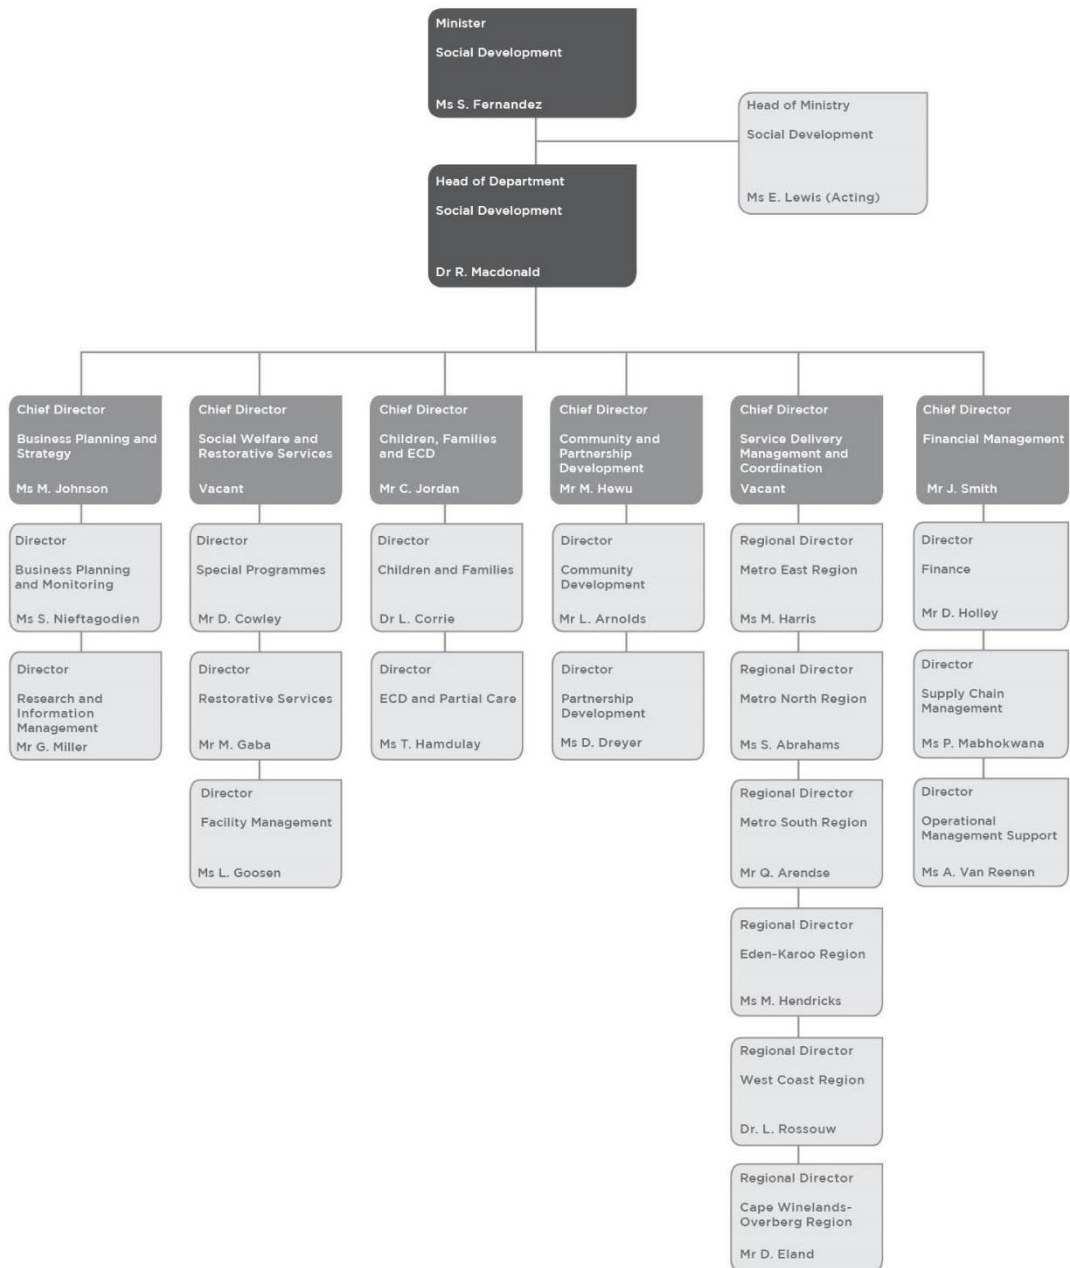 Minister
Social Development
Ms S. Fernandez
Head of Ministry
Social Development
Ms E. Lewis (Acting)
Head of Department
Social Development
Dr R. Macdonald
Chief Director
Business Planning and
Strategy
Ms M. Johnson
Director
Business Planning
and Monitoring
Ms S. Nieftagodien
Director
Research and
Information
Management
Mr G. Miller
Chief Director
Social Welfare and
Restorative Services
Vacant
Director
Special Programmes
Mr D. Cowley
Director
Restorative Services
Mr M. Gaba
Director
Facility Management
Ms L. Goosen
Chief Director
Children, Families
and ECD
Mr C. Jordan
Director
Children and Families
Dr L. Corrie
Director
ECD and Partial Care
Ms T. Hamdulay
Chief Director
Community and
Partnership
Development
Mr M. Hewu
Director
Community
Development
Mr L. Arnolds
Director
Partnership
Development
Ms D. Dreyer
Chief Director
Service Delivery
Management and
Coordination
Vacant
Regional Director
Metro East Region
Ms M. Harris
Regional Director
Metro North Region
Ms S. Abrahams
Regional Director
Metro South Region
Mr Q. Arendse
Regional Director
Eden-Karoo Region
Ms M. Hendricks
Regional Director
West Coast Region
Dr. L. Rossouw
Regional Director
Cape Winelands-
Overberg Region
Mr D. Eland
Chief Director
Financial Management
Mr J. Smith
Director
Finance
Mr D. Holley
Director
Supply Chain
Management
Ms P. Mabhokwana
Director
Operational
Management Support
Ms A. Van Reenen